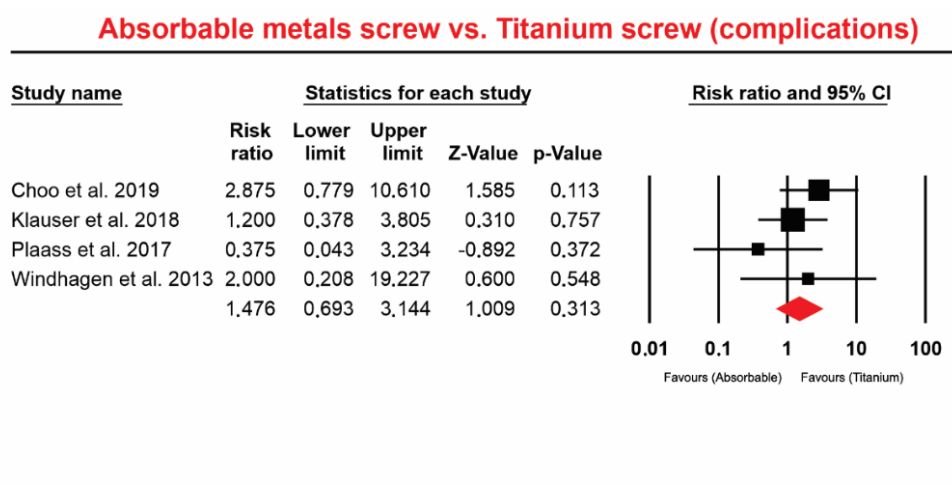 Absorbable metals screw vs. Titanium screw (complications)
Study name Statistics for each study Risk ratio and 95% CI
Risk Lower Upper
ratio limit limit Z-Value p-Value
Choo et al. 2019 2.875 0.779 10.610 1.585 0.113
Klauser et al. 2018 1.200 0.378 3.805 0.310 0.757
Plaass et al. 2017 0.375 0.043 3.234 -0.892 0.372
Windhagen et al. 2013 2.000 0.208 19.227 0.600 0.548
1.476 0.693 3.144 1.009 0.313
0.01 0.1 1 10 100
Favours (Absorbable) Favours (Titanium)